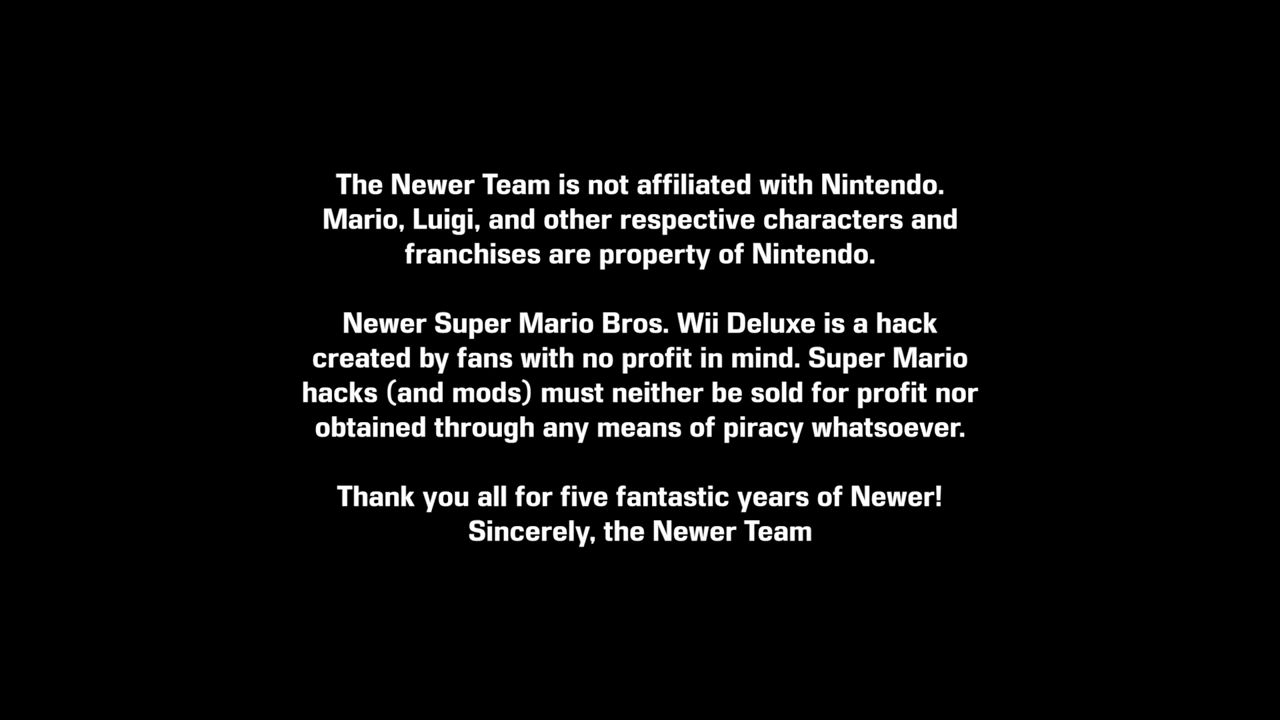 The Newer Team is not affiliated with Nintendo.
Mario, Luigi, and other respective characters and
franchises are property of Nintendo.
Newer Super Mario Bros. Wii Deluxe is a hack
created by fans with no profit in mind. Super Mario
hacks (and mods) must neither be sold for profit nor
obtained through any means of piracy whatsoever.
Thank you all for five fantastic years of Newer!
Sincerely, the Newer Team